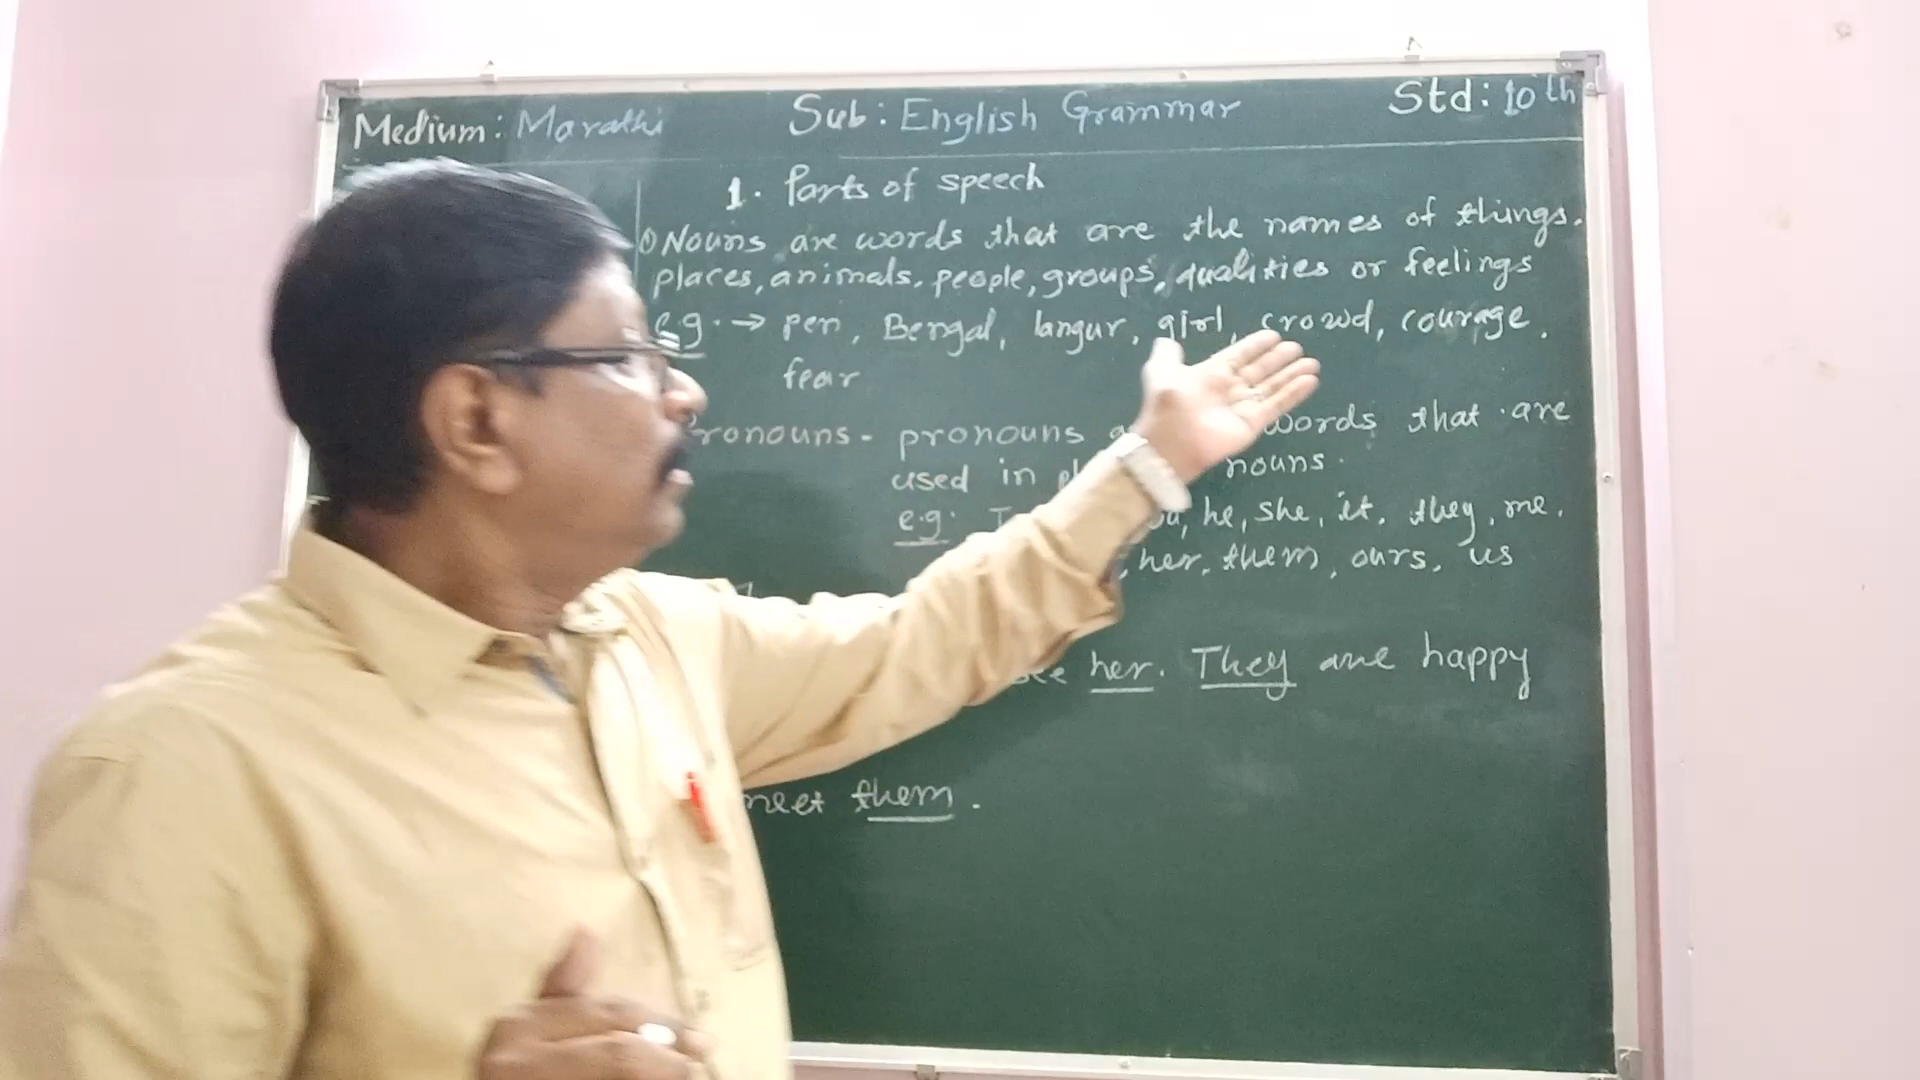 Medium: Marathi Sub: English Grammar Std: 10th
1. Parts of speech
① Nouns are words that are the names of things.
places, animals, people, groups, qualities or feelings
e.g. → pen, Bengal, langur, girl, crowd, courage.
fear
ronouns - pronouns words that are
used in nouns.
e.g. I he, she, it, they, me.
, her, them, ours, us
her. They are happy
meet them.